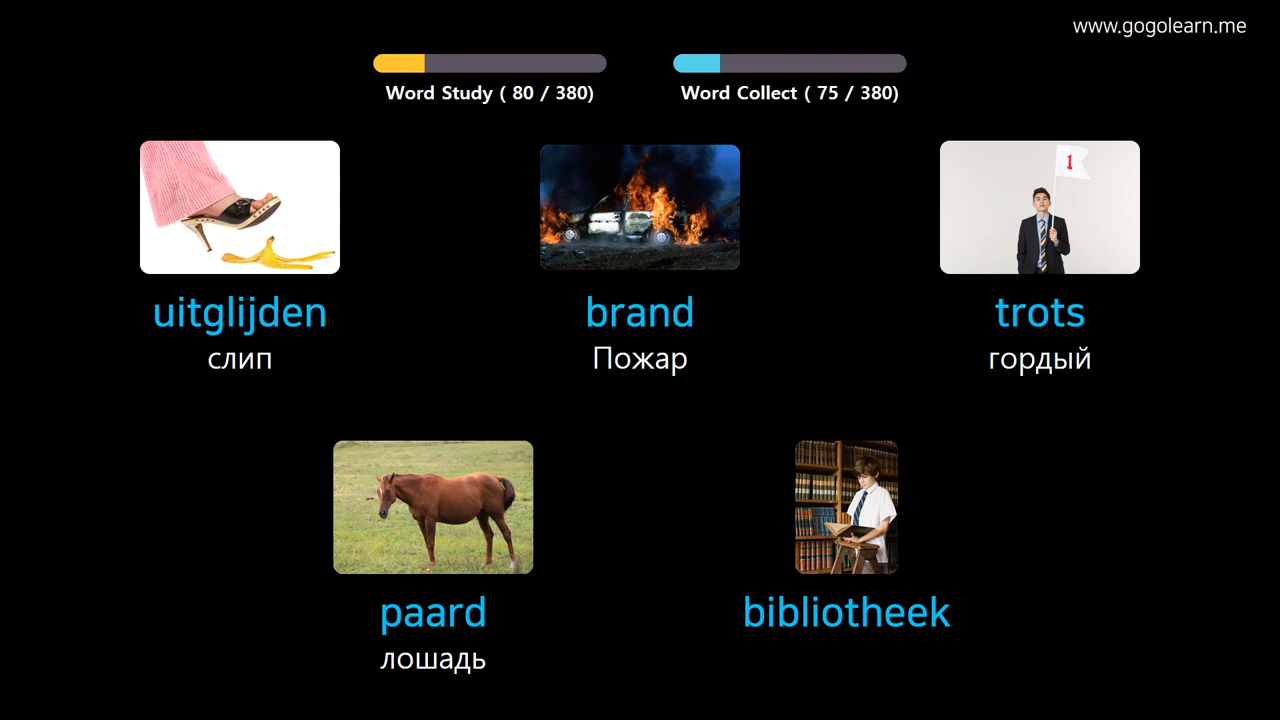 www.gogolearn.me
Word Study ( 80 / 380)
Word Collect ( 75 / 380)
1
uitglijden
слип
brand
Пожар
trots
гордый
paard
лошадь
bibliotheek